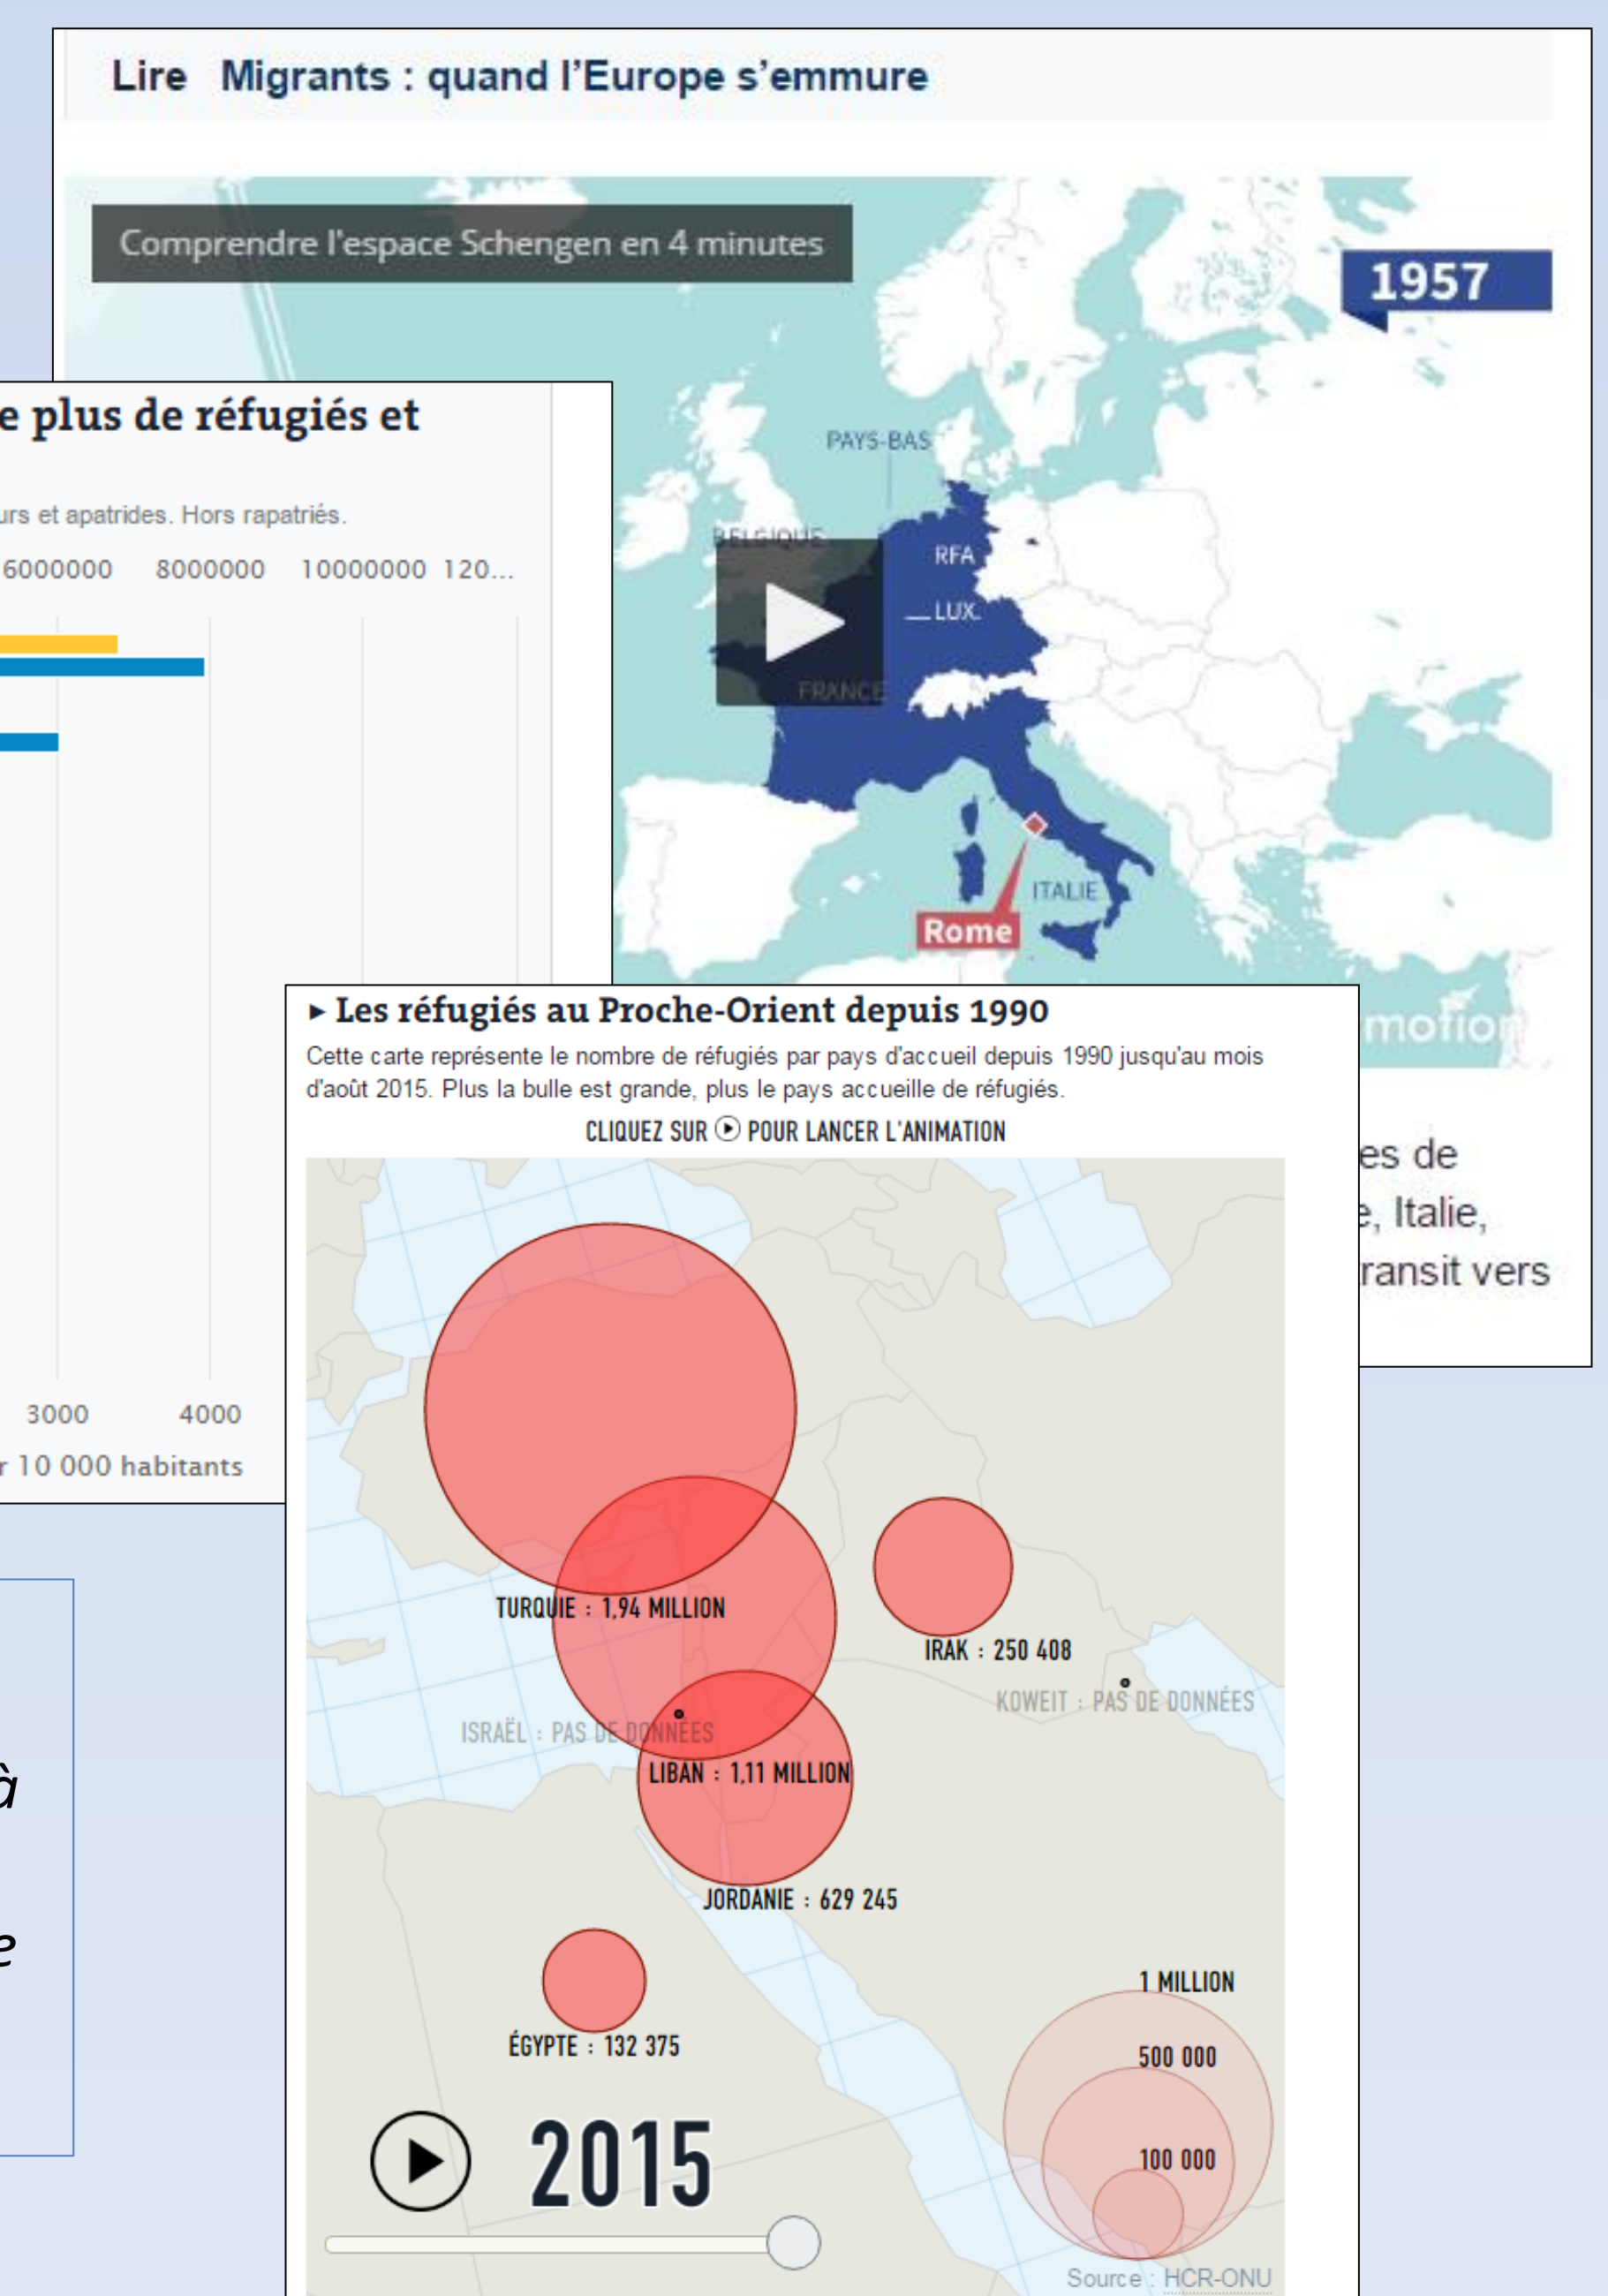 Lire Migrants : quand l'Europe s'emmure
Comprendre l'espace Schengen en 4 minutes
1957
PAYS-BAS
BELGIQUE
RFA
LUX.
FRANCE
ITALIE
Rome
motion
es de
e, Italie,
transit vers
e plus de réfugiés et
urs et apatrides. Hors rapatriés.
6000000 8000000 10000000 120...
3000 4000
r 10 000 habitants
à
e
► Les réfugiés au Proche-Orient depuis 1990
Cette carte représente le nombre de réfugiés par pays d'accueil depuis 1990 jusqu'au mois
d'août 2015. Plus la bulle est grande, plus le pays accueille de réfugiés.
CLIQUEZ SUR POUR LANCER L'ANIMATION
TURQUIE : 1,94 MILLION
IRAK : 250 408
KOWEIT : PAS DE DONNÉES
ISRAËL : PAS DE DONNÉES
LIBAN : 1,11 MILLION
JORDANIE : 629 245
ÉGYPTE : 132 375
1 MILLION
500 000
100 000
2015
Source : HCR-ONU